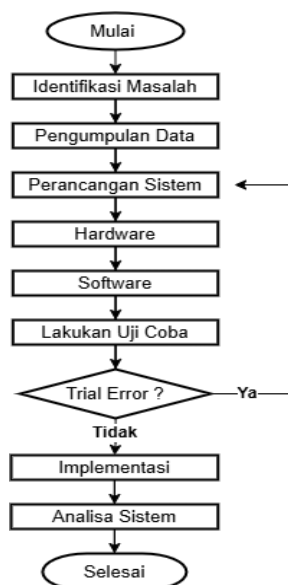 Mulai
Identifikasi Masalah
Pengumpulan Data
Perancangan Sistem
Hardware
Software
Lakukan Uji Coba
Trial Error ?
Ya
Tidak
Implementasi
Analisa Sistem
Selesai